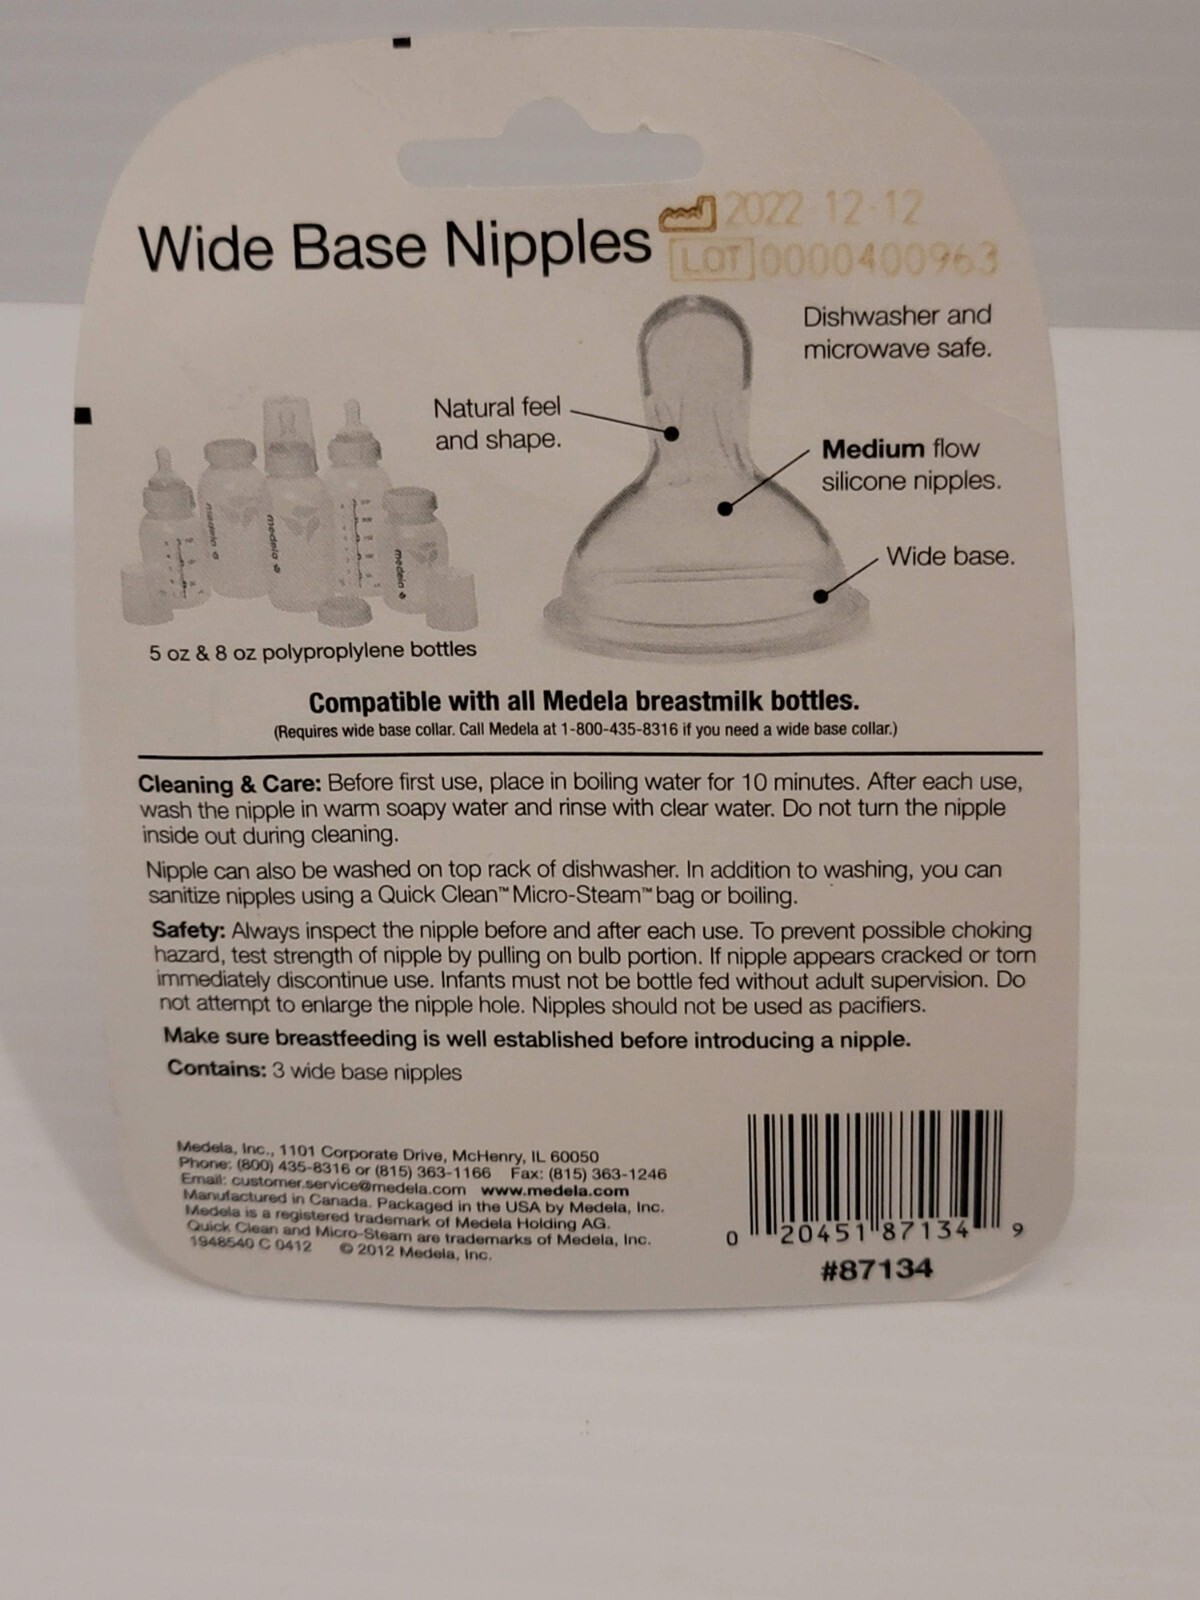 Wide Base Nipples
2022-12-12
LOT 0000400963
Dishwasher and
microwave safe.
Natural feel
and shape.
Medium flow
silicone nipples.
Wide base.
medela
medela
medela
5 oz & 8 oz polyproplylene bottles
Compatible with all Medela breastmilk bottles.
(Requires wide base collar. Call Medela at 1-800-435-8316 if you need a wide base collar.)
Cleaning & Care: Before first use, place in boiling water for 10 minutes. After each use,
wash the nipple in warm soapy water and rinse with clear water. Do not turn the nipple
inside out during cleaning.
Nipple can also be washed on top rack of dishwasher. In addition to washing, you can
sanitize nipples using a Quick Clean™ Micro-Steam™ bag or boiling.
Safety: Always inspect the nipple before and after each use. To prevent possible choking
hazard, test strength of nipple by pulling on bulb portion. If nipple appears cracked or torn
immediately discontinue use. Infants must not be bottle fed without adult supervision. Do
not attempt to enlarge the nipple hole. Nipples should not be used as pacifiers.
Make sure breastfeeding is well established before introducing a nipple.
Contains: 3 wide base nipples
Medela, Inc., 1101 Corporate Drive, McHenry, IL 60050
Phone: (800) 435-8316 or (815) 363-1166 Fax: (815) 363-1246
Email: customer.service@medela.com www.medela.com
Manufactured in Canada. Packaged in the USA by Medela, Inc.
Medela is a registered trademark of Medela Holding AG.
Quick Clean and Micro-Steam are trademarks of Medela, Inc.
1948540 C 0412 © 2012 Medela, Inc.
0 20451 87134 9
#87134